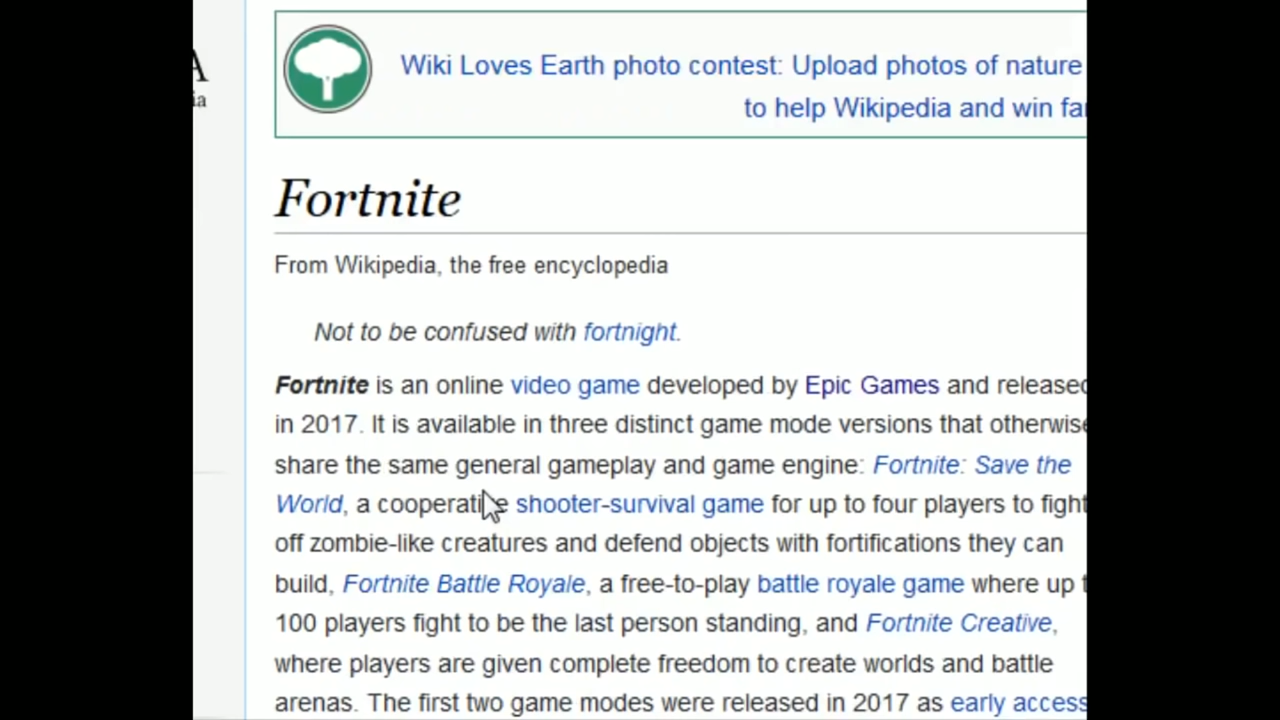 A
ia
Wiki Loves Earth photo contest: Upload photos of nature
to help Wikipedia and win
Fortnite
From Wikipedia, the free encyclopedia
Not to be confused with fortnight.
Fortnite is an online video game developed by Epic Games and released
in 2017. It is available in three distinct game mode versions that otherwise
share the same general gameplay and game engine: Fortnite: Save the
World, a cooperative shooter-survival game for up to four players to fight
off zombie-like creatures and defend objects with fortifications they can
build, Fortnite Battle Royale, a free-to-play battle royale game where up t
100 players fight to be the last person standing, and Fortnite Creative,
where players are given complete freedom to create worlds and battle
arenas. The first two game modes were released in 2017 as early access